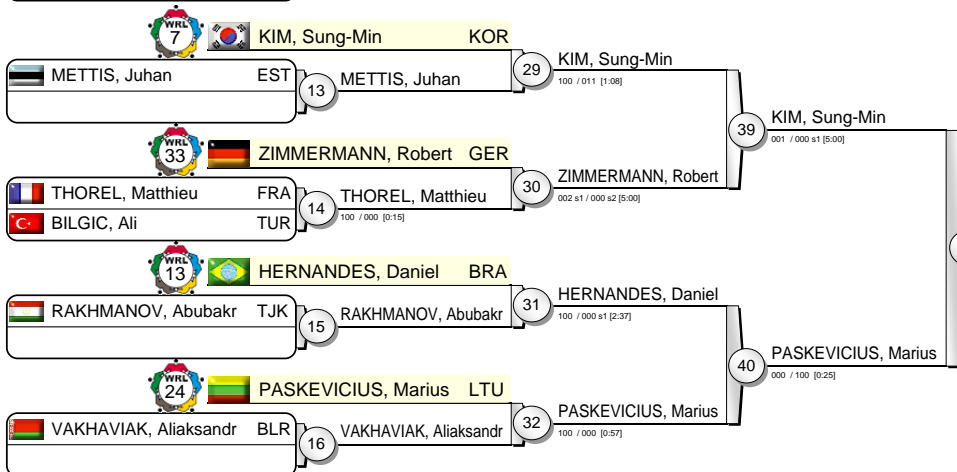 WRL
7
KIM, Sung-Min KOR
METTIS, Juhan EST
13
METTIS, Juhan
29
KIM, Sung-Min
100 / 011 [1:08]
39
KIM, Sung-Min
001 / 000 s1 [5:00]
WRL
33
ZIMMERMANN, Robert GER
THOREL, Matthieu FRA
BILGIC, Ali TUR
14
THOREL, Matthieu
100 / 000 [0:15]
30
ZIMMERMANN, Robert
002 s1 / 000 s2 [5:00]
WRL
13
HERNANDES, Daniel BRA
RAKHMANOV, Abubakr TJK
15
RAKHMANOV, Abubakr
31
HERNANDES, Daniel
100 / 000 s1 [2:37]
40
PASKEVICIUS, Marius
000 / 100 [0:25]
WRL
24
PASKEVICIUS, Marius LTU
VAKHAVIAK, Aliaksandr BLR
16
VAKHAVIAK, Aliaksandr
32
PASKEVICIUS, Marius
100 / 000 [0:57]